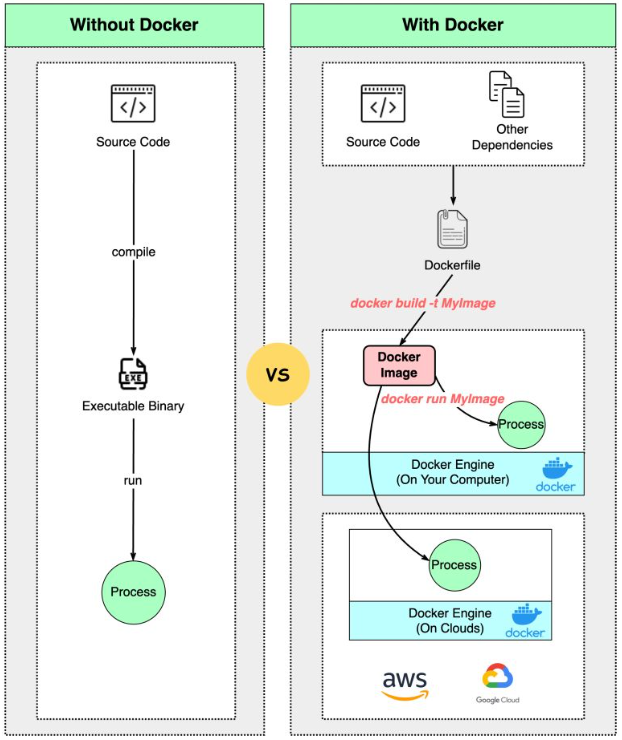 Without Docker
Source Code
compile
EXE
Executable Binary
run
Process
VS
With Docker
Source Code
Other
Dependencies
Dockerfile
docker build -t MyImage
Docker
Image
docker run MyImage
Process
Docker Engine
(On Your Computer)
docker
Process
Docker Engine
(On Clouds)
docker
aws
Google Cloud